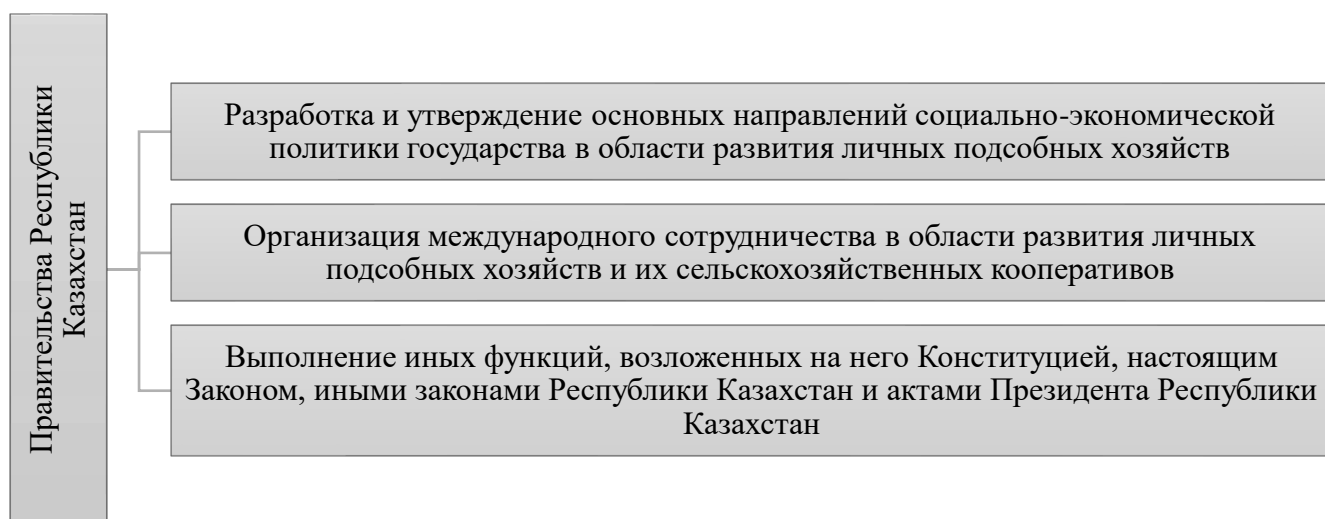 Правительства Республики
Казахстан
Разработка и утверждение основных направлений социально-экономической
политики государства в области развития личных подсобных хозяйств
Организация международного сотрудничества в области развития личных
подсобных хозяйств и их сельскохозяйственных кооперативов
Выполнение иных функций, возложенных на него Конституцией, настоящим
Законом, иными законами Республики Казахстан и актами Президента Республики
Казахстан